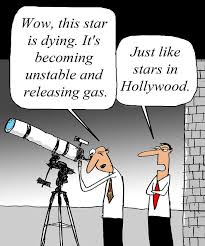 Wow, this star
is dying. It's
becoming
unstable and
releasing gas.
Just like
stars in
Hollywood.